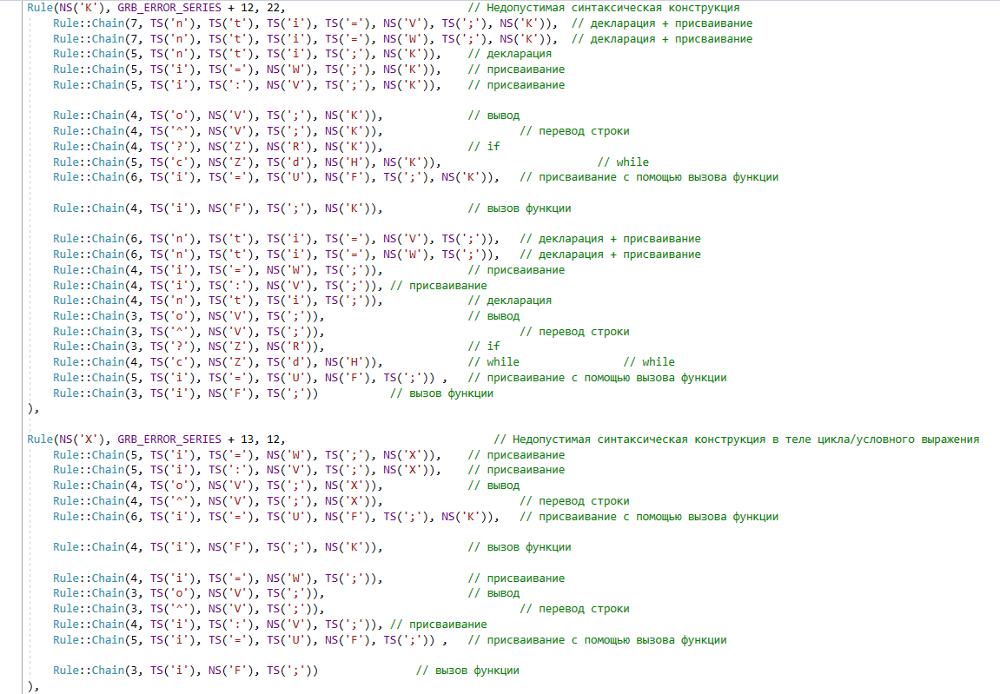 Rule(NS('K'), GRB_ERROR_SERIES + 12, 22, // Недопустимая синтаксическая конструкция
Rule::Chain(7, TS('n'), TS('t'), TS('i'), TS('='), NS('V'), TS(';'), NS('K')), // декларация + присваивание
Rule::Chain(7, TS('n'), TS('t'), TS('i'), TS('='), NS('W'), TS(';'), NS('K')), // декларация + присваивание
Rule::Chain(5, TS('n'), TS('t'), TS('i'), TS(';'), NS('K')), // декларация
Rule::Chain(5, TS('i'), TS('='), NS('W'), TS(';'), NS('K')), // присваивание
Rule::Chain(5, TS('i'), TS(':'), NS('V'), TS(';'), NS('K')), // присваивание
Rule::Chain(4, TS('o'), NS('V'), TS(';'), NS('K')), // вывод
Rule::Chain(4, TS('^'), NS('V'), TS(';'), NS('K')), // перевод строки
Rule::Chain(4, TS('?'), NS('Z'), NS('R'), NS('K')), // if
Rule::Chain(5, TS('c'), NS('Z'), TS('d'), NS('H'), NS('K')), // while
Rule::Chain(6, TS('i'), TS('='), TS('U'), NS('F'), TS(';'), NS('K')), // присваивание с помощью вызова функции
Rule::Chain(4, TS('i'), NS('F'), TS(';'), NS('K')), // вызов функции
Rule::Chain(6, TS('n'), TS('t'), TS('i'), TS('='), NS('V'), TS(';')), // декларация + присваивание
Rule::Chain(6, TS('n'), TS('t'), TS('i'), TS('='), NS('W'), TS(';')), // декларация + присваивание
Rule::Chain(4, TS('i'), TS('='), NS('W'), TS(';')), // присваивание
Rule::Chain(4, TS('i'), TS(':'), NS('V'), TS(';')), // присваивание
Rule::Chain(4, TS('n'), TS('t'), TS('i'), TS(';')), // декларация
Rule::Chain(3, TS('o'), NS('V'), TS(';')), // вывод
Rule::Chain(3, TS('^'), NS('V'), TS(';')), // перевод строки
Rule::Chain(3, TS('?'), NS('Z'), NS('R')), // if
Rule::Chain(4, TS('c'), NS('Z'), TS('d'), NS('H')), // while // while
Rule::Chain(5, TS('i'), TS('='), TS('U'), NS('F'), TS(';')) , // присваивание с помощью вызова функции
Rule::Chain(3, TS('i'), NS('F'), TS(';')) // вызов функции
),
Rule(NS('X'), GRB_ERROR_SERIES + 13, 12, // Недопустимая синтаксическая конструкция в теле цикла/условного выражения
Rule::Chain(5, TS('i'), TS('='), NS('W'), TS(';'), NS('X')), // присваивание
Rule::Chain(5, TS('i'), TS(':'), NS('V'), TS(';'), NS('X')), // присваивание
Rule::Chain(4, TS('o'), NS('V'), TS(';'), NS('X')), // вывод
Rule::Chain(4, TS('^'), NS('V'), TS(';'), NS('X')), // перевод строки
Rule::Chain(6, TS('i'), TS('='), TS('U'), NS('F'), TS(';'), NS('K')), // присваивание с помощью вызова функции
Rule::Chain(4, TS('i'), NS('F'), TS(';'), NS('K')), // вызов функции
Rule::Chain(4, TS('i'), TS('='), NS('W'), TS(';')), // присваивание
Rule::Chain(3, TS('o'), NS('V'), TS(';')), // вывод
Rule::Chain(3, TS('^'), NS('V'), TS(';')), // перевод строки
Rule::Chain(4, TS('i'), TS(':'), NS('V'), TS(';')), // присваивание
Rule::Chain(5, TS('i'), TS('='), TS('U'), NS('F'), TS(';')) , // присваивание с помощью вызова функции
Rule::Chain(3, TS('i'), NS('F'), TS(';')) // вызов функции
),